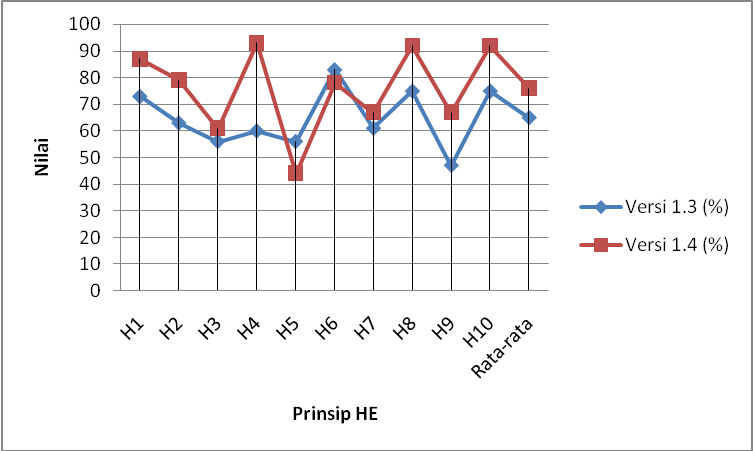 100
90
80
70
60
50
40
30
20
10
0
Nilai
H1
H2
H3
H4
H5
H6
H7
H8
H9
H10
Rata-rata
Prinsip HE
Versi 1.3 (%)
Versi 1.4 (%)